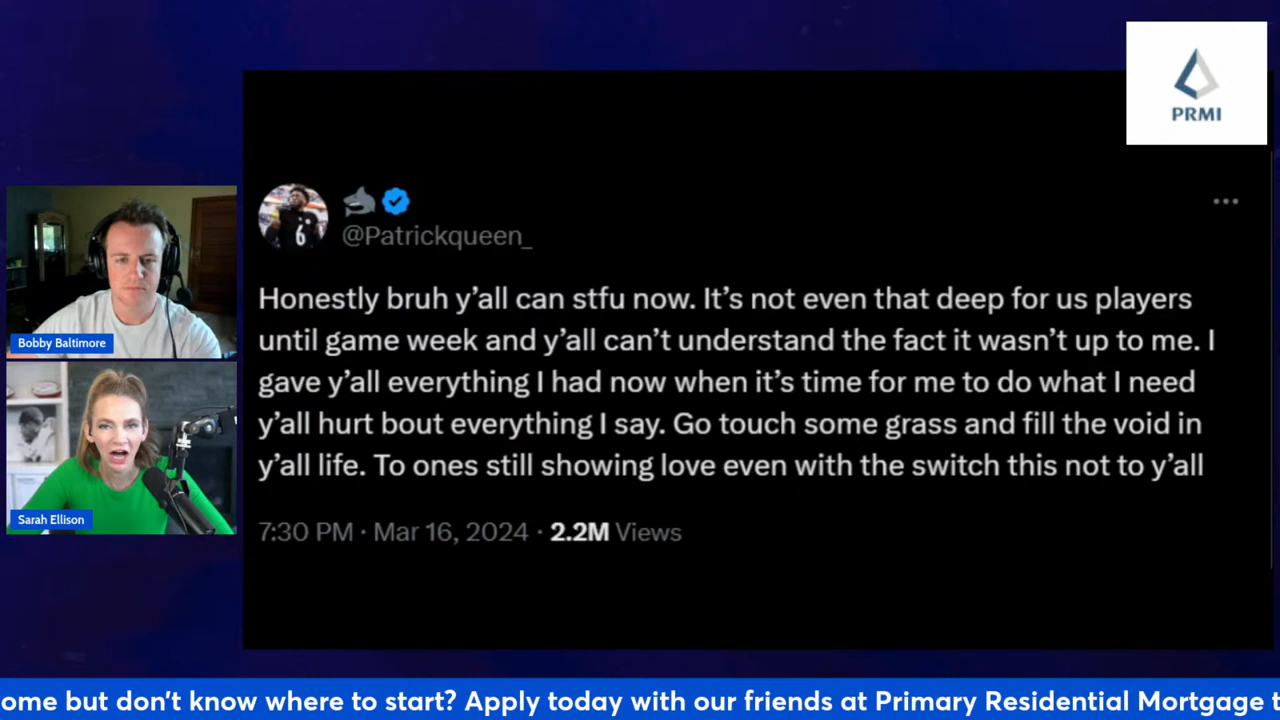 PRMI
6
@Patrickqueen_
Honestly bruh y'all can stfu now. It's not even that deep for us players
until game week and y'all can't understand the fact it wasn't up to me. I
gave y'all everything I had now when it's time for me to do what I need
y'all hurt bout everything I say. Go touch some grass and fill the void in
y'all life. To ones still showing love even with the switch this not to y'all
7:30 PM · Mar 16, 2024 · 2.2M Views
Bobby Baltimore
Sarah Ellison
ome but don't know where to start? Apply today with our friends at Primary Residential Mortgage t